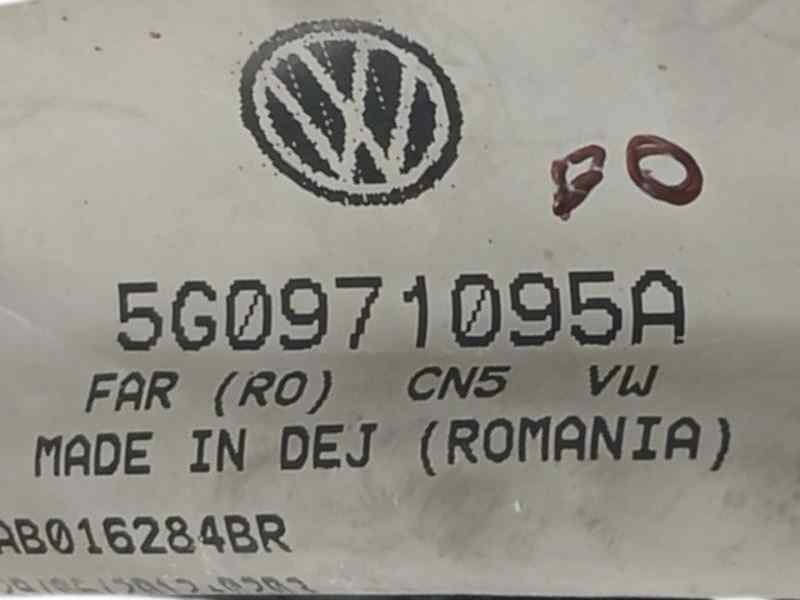 5G0971095A
FAR (RO) CN5 VW
MADE IN DEJ (ROMANIA)
AB016284BR